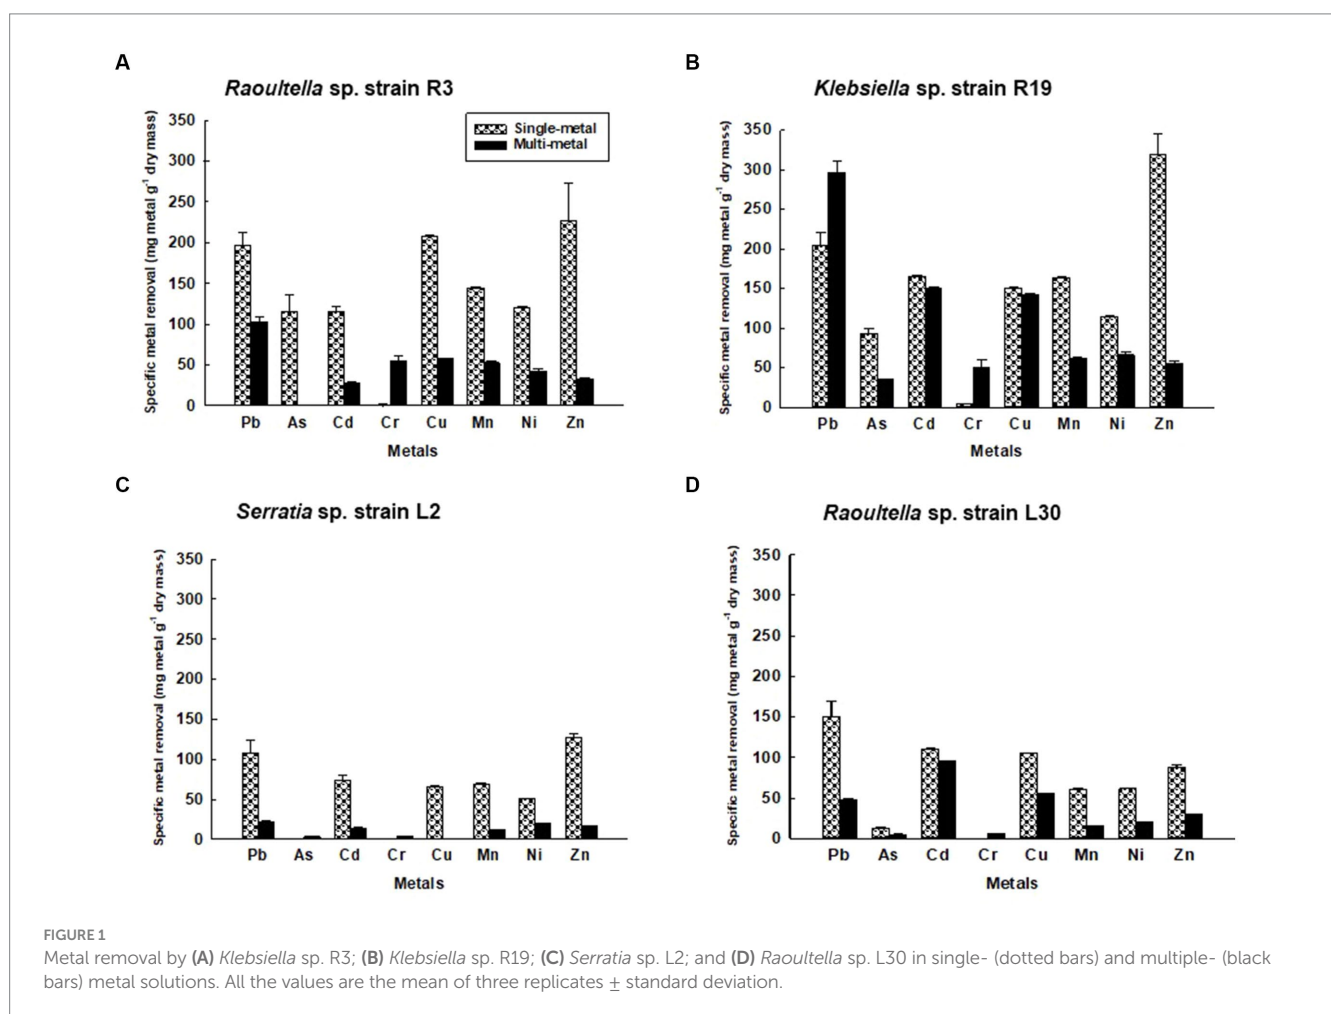 A
Raoultella sp. strain R3
Specific metal removal (mg metal g-1 dry mass)
350
300
250
200
150
100
50
0
Single-metal
Multi-metal
Pb As Cd Cr Cu Mn Ni Zn
Metals
B
Klebsiella sp. strain R19
Specific metal removal (mg metal g-1 dry mass)
350
300
250
200
150
100
50
0
Pb As Cd Cr Cu Mn Ni Zn
Metals
C
Serratia sp. strain L2
Specific metal removal (mg metal g-1 dry mass)
350
300
250
200
150
100
50
0
Pb As Cd Cr Cu Mn Ni Zn
Metals
D
Raoultella sp. strain L30
Specific metal removal (mg metal g-1 dry mass)
350
300
250
200
150
100
50
0
Pb As Cd Cr Cu Mn Ni Zn
Metals
FIGURE 1
Metal removal by (A) Klebsiella sp. R3; (B) Klebsiella sp. R19; (C) Serratia sp. L2; and (D) Raoultella sp. L30 in single- (dotted bars) and multiple- (black
bars) metal solutions. All the values are the mean of three replicates ± standard deviation.